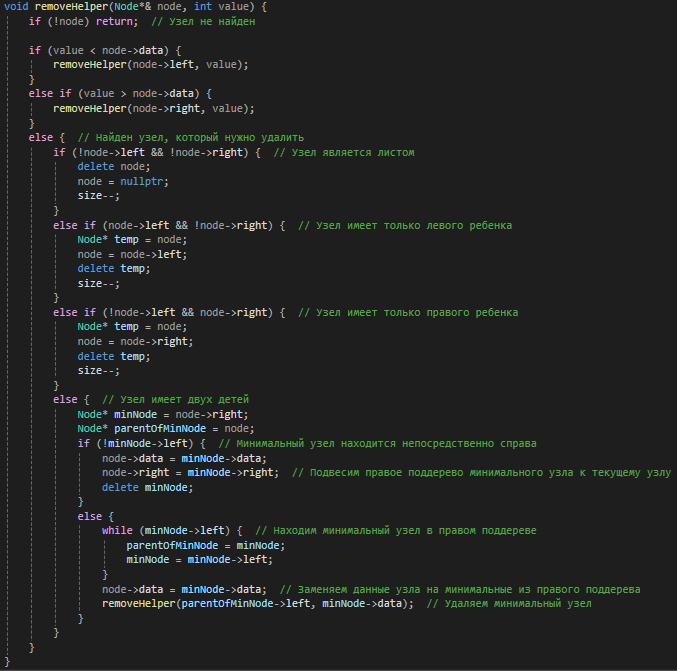 void removeHelper(Node*& node, int value) {
    if (!node) return;  // Узел не найден

    if (value < node->data) {
        removeHelper(node->left, value);
    }
    else if (value > node->data) {
        removeHelper(node->right, value);
    }
    else {  // Найден узел, который нужно удалить
        if (!node->left && !node->right) {  // Узел является листом
            delete node;
            node = nullptr;
            size--;
        }
        else if (node->left && !node->right) {  // Узел имеет только левого ребенка
            Node* temp = node;
            node = node->left;
            delete temp;
            size--;
        }
        else if (!node->left && node->right) {  // Узел имеет только правого ребенка
            Node* temp = node;
            node = node->right;
            delete temp;
            size--;
        }
        else {  // Узел имеет двух детей
            Node* minNode = node->right;
            Node* parentOfMinNode = node;
            if (!minNode->left) {  // Минимальный узел находится непосредственно справа
                node->data = minNode->data;
                node->right = minNode->right;  // Подвесим правое поддерево минимального узла к текущему узлу
                delete minNode;
            }
            else {
                while (minNode->left) {  // Находим минимальный узел в правом поддереве
                    parentOfMinNode = minNode;
                    minNode = minNode->left;
                }
                node->data = minNode->data;  // Заменяем данные узла на минимальные из правого поддерева
                removeHelper(parentOfMinNode->left, minNode->data);  // Удаляем минимальный узел
            }
        }
    }
}